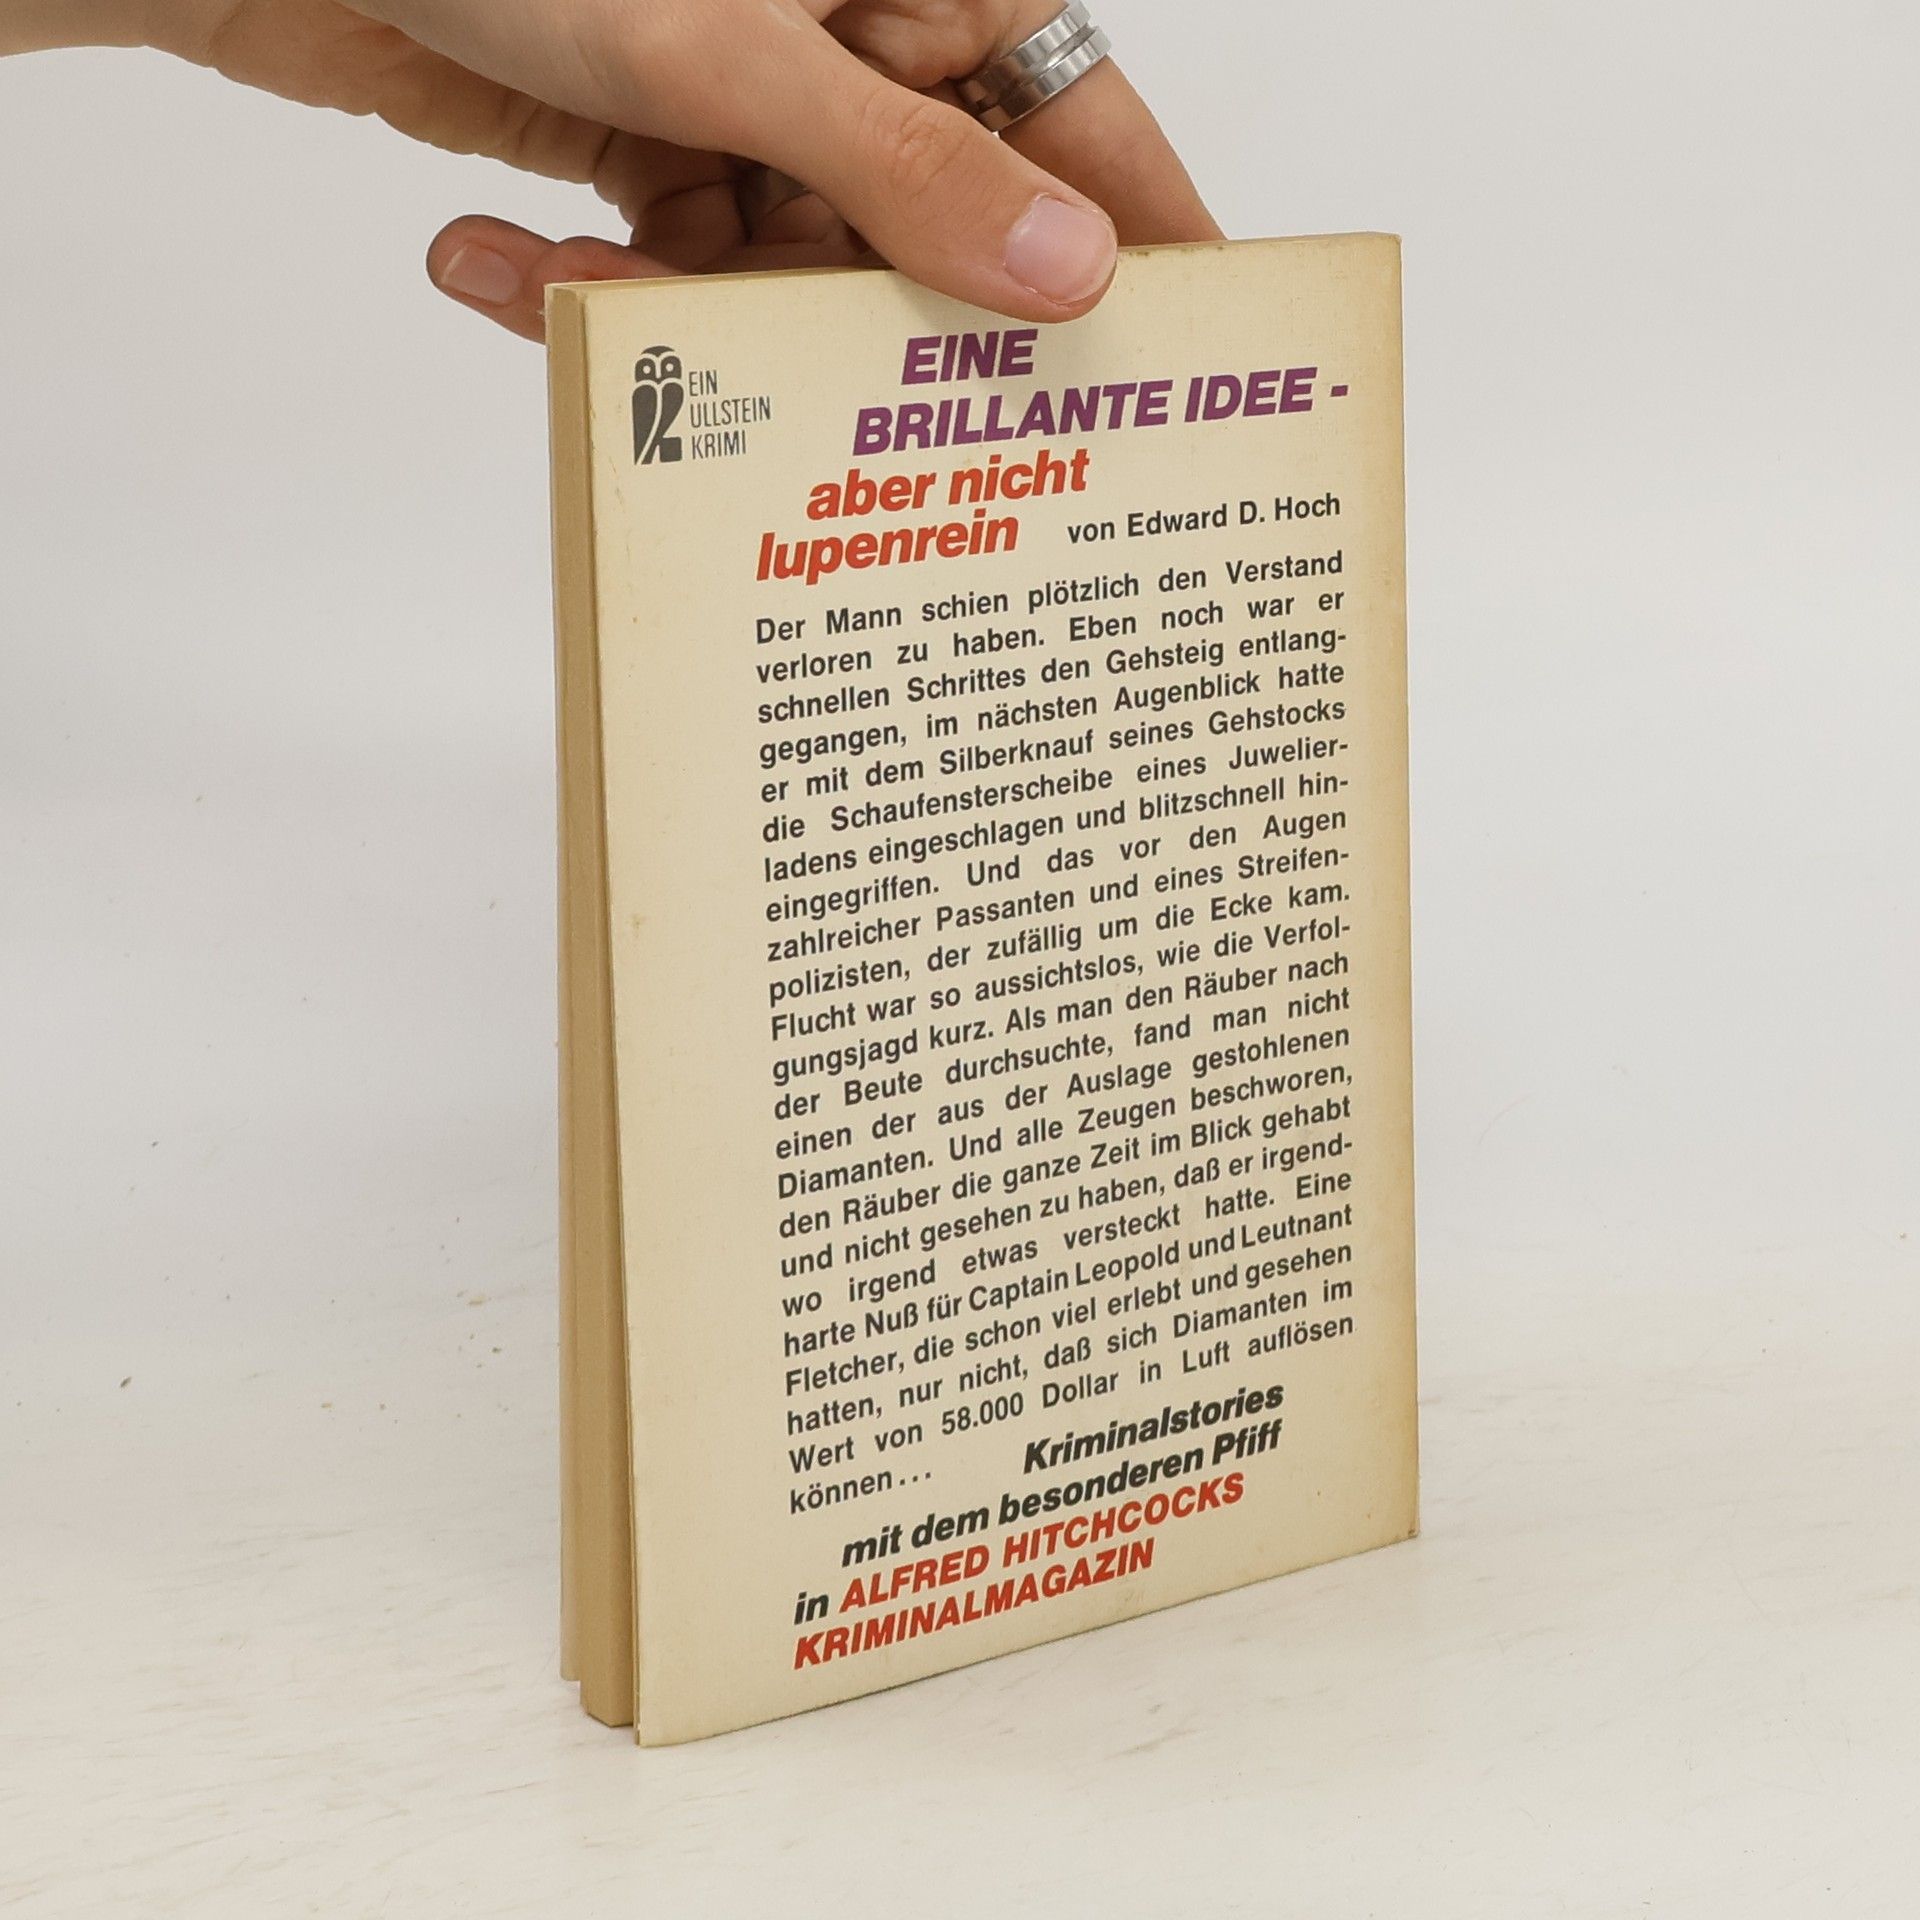 EIN
ULLSTEIN
KRIMI
EINE
BRILLANTE IDEE -
aber nicht
lupenrein von Edward D. Hoch
Der Mann schien plötzlich den Verstand
verloren zu haben. Eben noch war er
schnellen Schrittes den Gehsteig entlang-
gegangen, im nächsten Augenblick hatte
er mit dem Silberknauf seines Gehstocks
die Schaufensterscheibe eines Juwelier-
ladens eingeschlagen und blitzschnell hin-
eingegriffen. Und das vor den Augen
zahlreicher Passanten und eines Streifen-
polizisten, der zufällig um die Ecke kam.
Flucht war so aussichtslos, wie die Verfol-
gungsjagd kurz. Als man den Räuber nach
der Beute durchsuchte, fand man nicht
einen der aus der Auslage gestohlenen
Diamanten. Und alle Zeugen beschworen,
den Räuber die ganze Zeit im Blick gehabt
und nicht gesehen zu haben, daß er irgend-
wo irgend etwas versteckt hatte. Eine
harte Nuß für Captain Leopold und Leutnant
Fletcher, die schon viel erlebt und gesehen
hatten, nur nicht, daß sich Diamanten im
Wert von 58.000 Dollar in Luft auflösen
können...
Kriminalstories
mit dem besonderen Pfiff
in ALFRED HITCHCOCKS
KRIMINALMAGAZIN